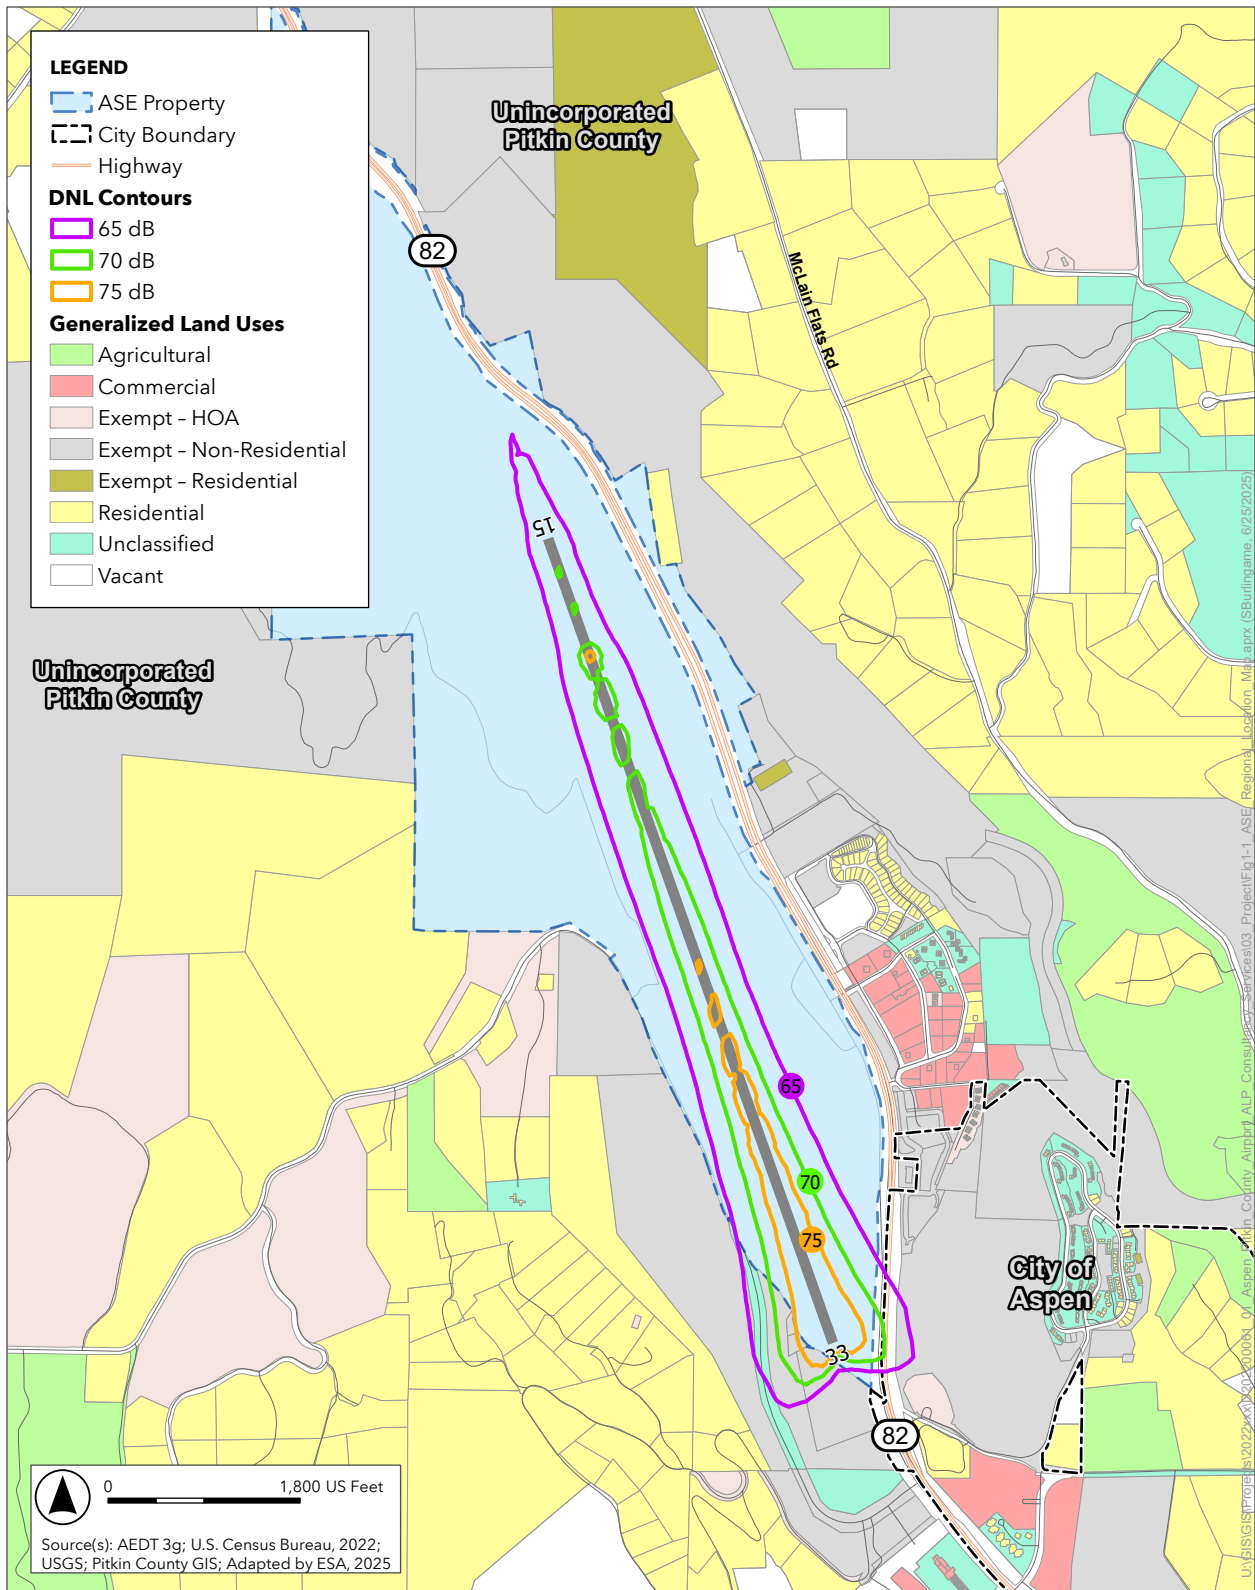 LEGEND
ASE Property
City Boundary
Highway
DNL Contours
65 dB
70 dB
75 dB
Generalized Land Uses
Agricultural
Commercial
Exempt – HOA
Exempt – Non-Residential
Exempt – Residential
Residential
Unclassified
Vacant
Unincorporated
Pitkin County
82
McLain Flats Rd
15
Unincorporated
Pitkin County
65
70
75
City of
Aspen
33
82
0 1,800 US Feet
Source(s): AEDT 3g; U.S. Census Bureau, 2022;
USGS; Pitkin County GIS; Adapted by ESA, 2025